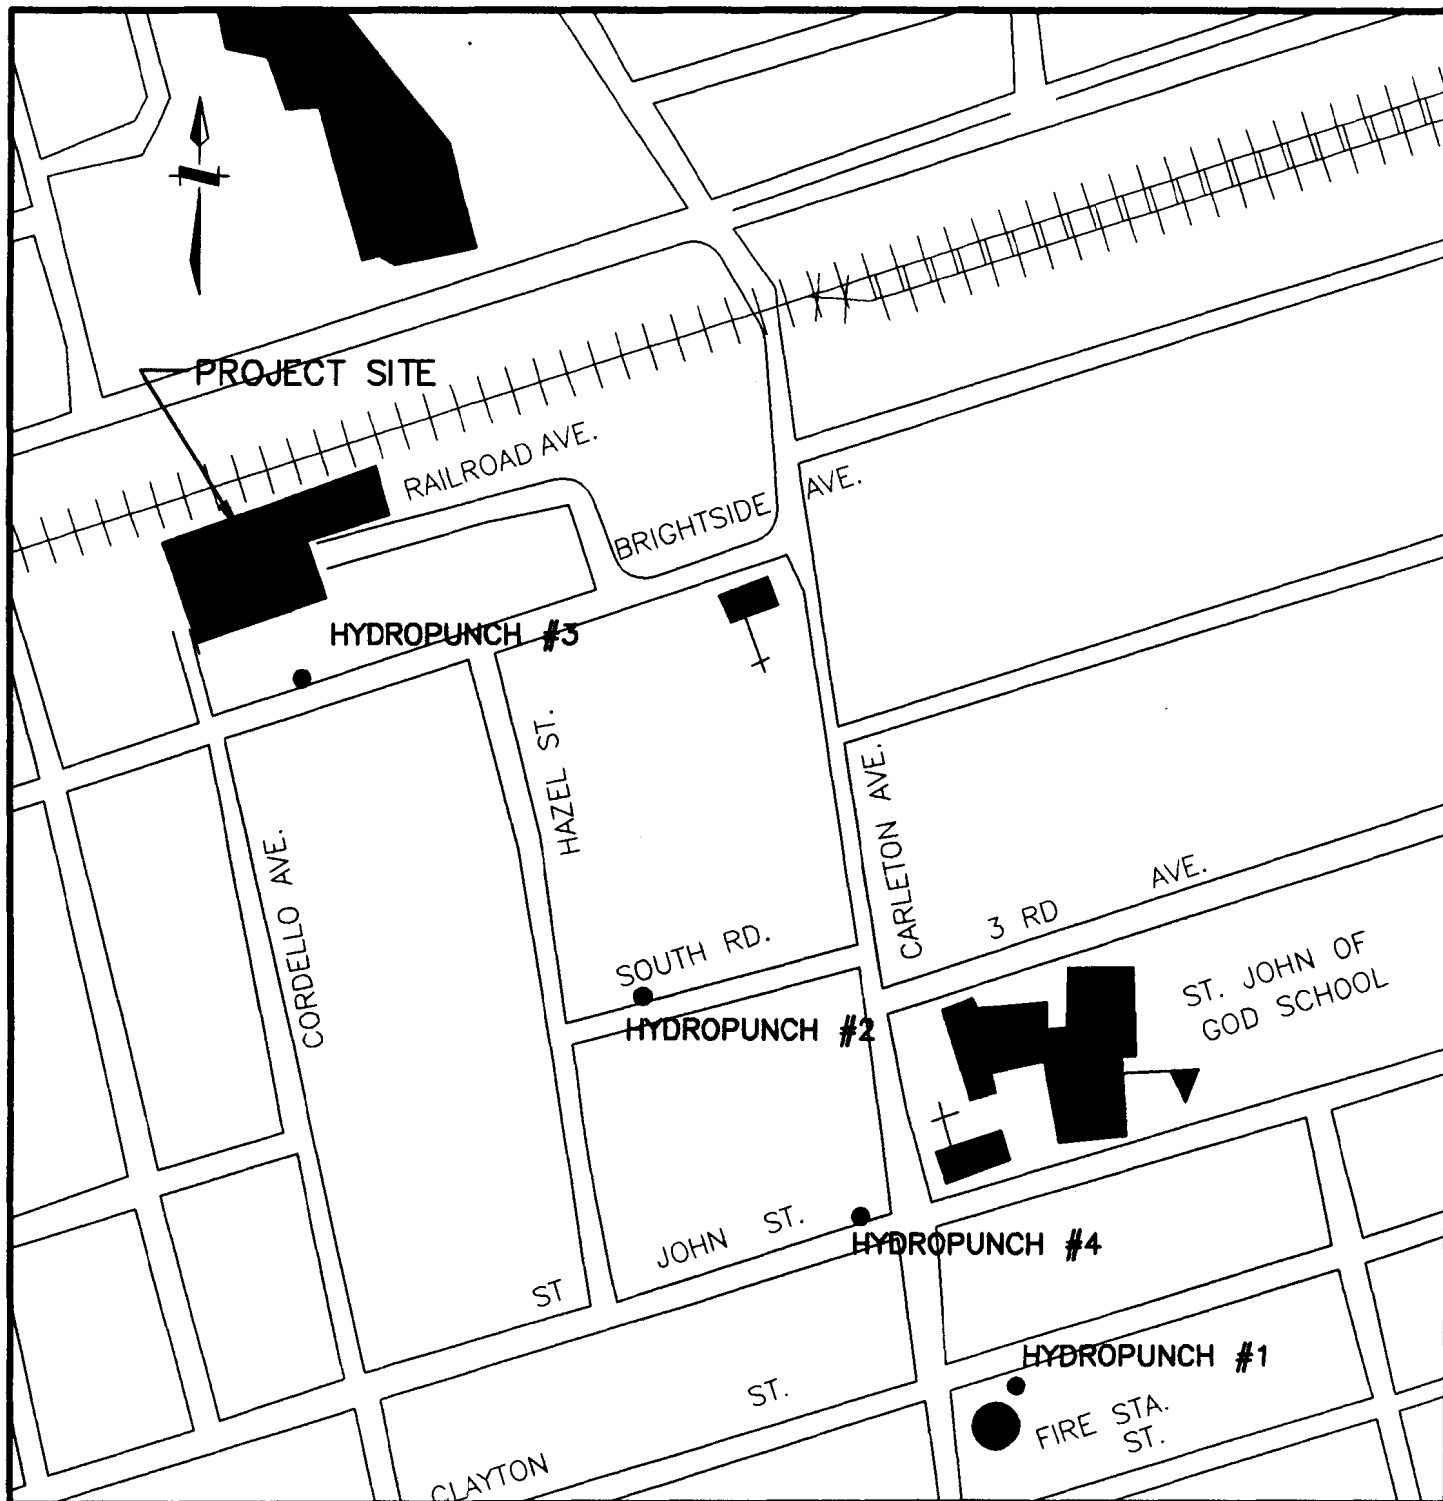 PROJECT SITE
RAILROAD AVE.
BRIGHTSIDE AVE.
HYDROPUNCH #3
HAZEL ST.
CARLETON AVE.
CORDELLO AVE.
3 RD AVE.
SOUTH RD.
ST. JOHN OF
GOD SCHOOL
HYDROPUNCH #2
JOHN ST.
HYDROPUNCH #4
ST
HYDROPUNCH #1
ST.
FIRE STA.
ST.
CLAYTON